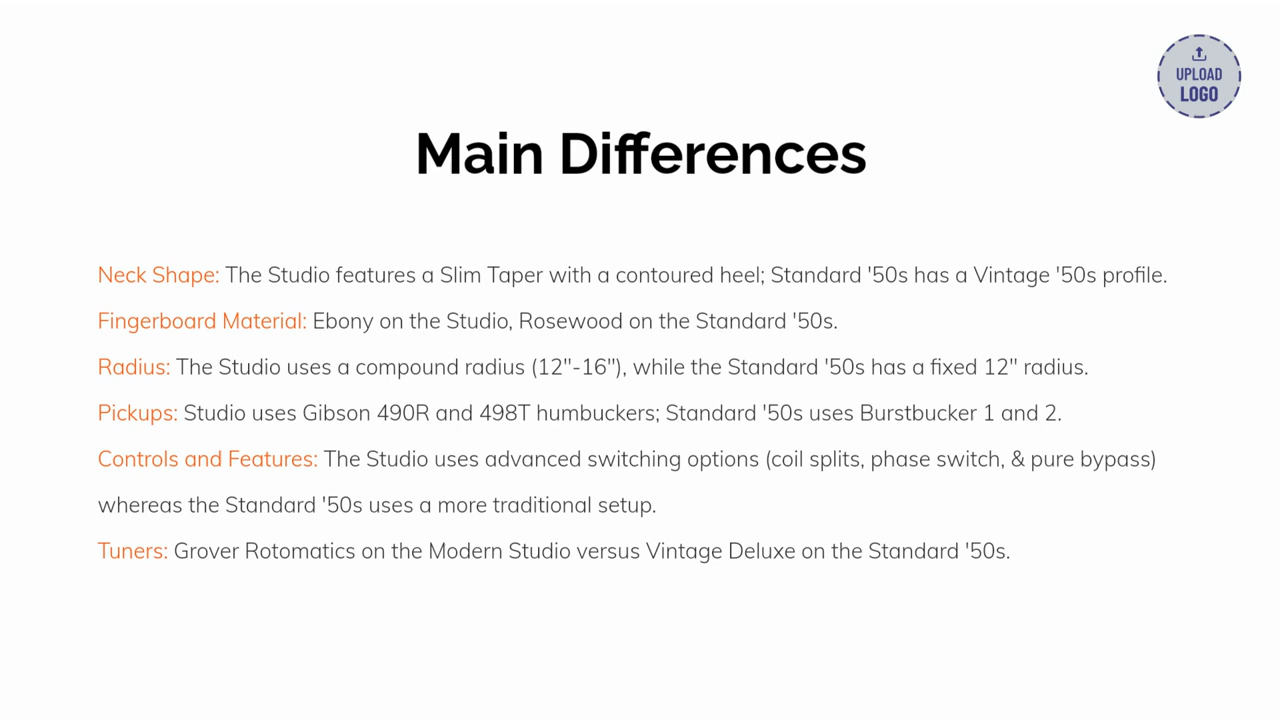 UPLOAD
LOGO
Main Differences
Neck Shape: The Studio features a Slim Taper with a contoured heel; Standard '50s has a Vintage '50s profile.
Fingerboard Material: Ebony on the Studio, Rosewood on the Standard '50s.
Radius: The Studio uses a compound radius (12"-16"), while the Standard '50s has a fixed 12" radius.
Pickups: Studio uses Gibson 490R and 498T humbuckers; Standard '50s uses Burstbucker 1 and 2.
Controls and Features: The Studio uses advanced switching options (coil splits, phase switch, & pure bypass)
whereas the Standard '50s uses a more traditional setup.
Tuners: Grover Rotomatics on the Modern Studio versus Vintage Deluxe on the Standard '50s.